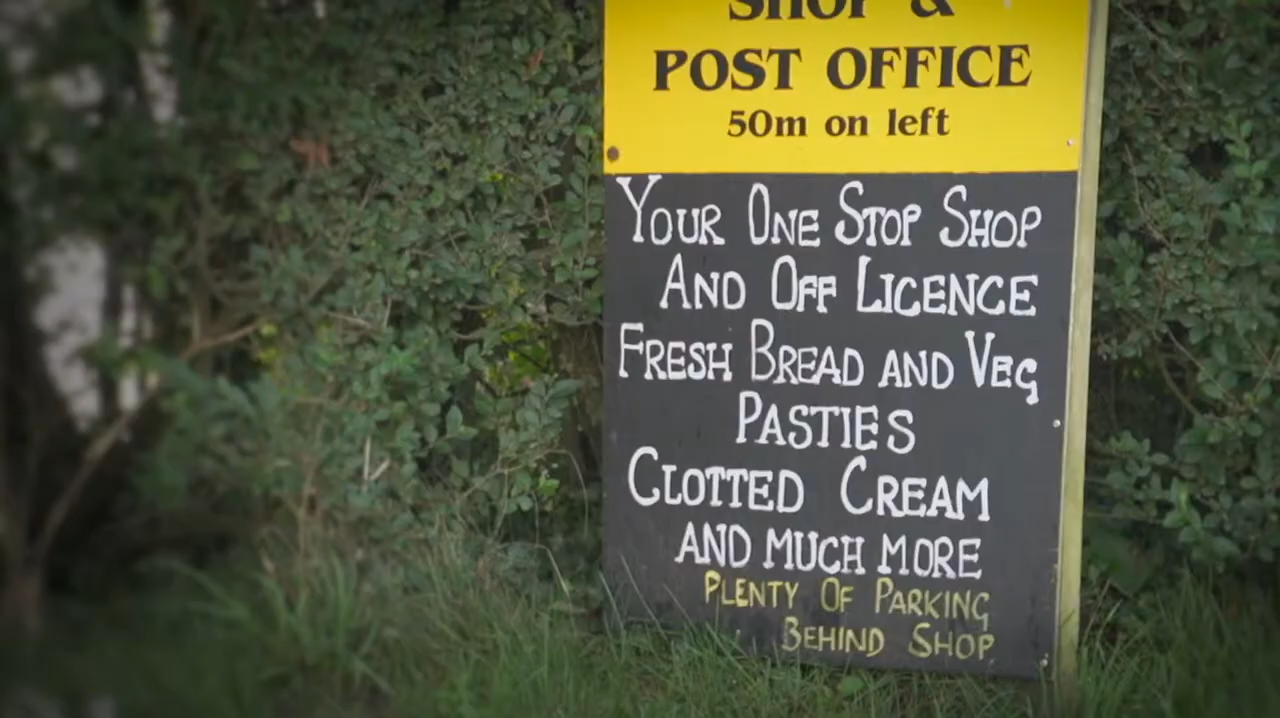 SHOP &
POST OFFICE
50m on left
YOUR ONE STOP SHOP
AND OFF LICENCE
FRESH BREAD AND VEG
PASTIES
CLOTTED CREAM
AND MUCH MORE
PLENTY OF PARKING
BEHIND SHOP